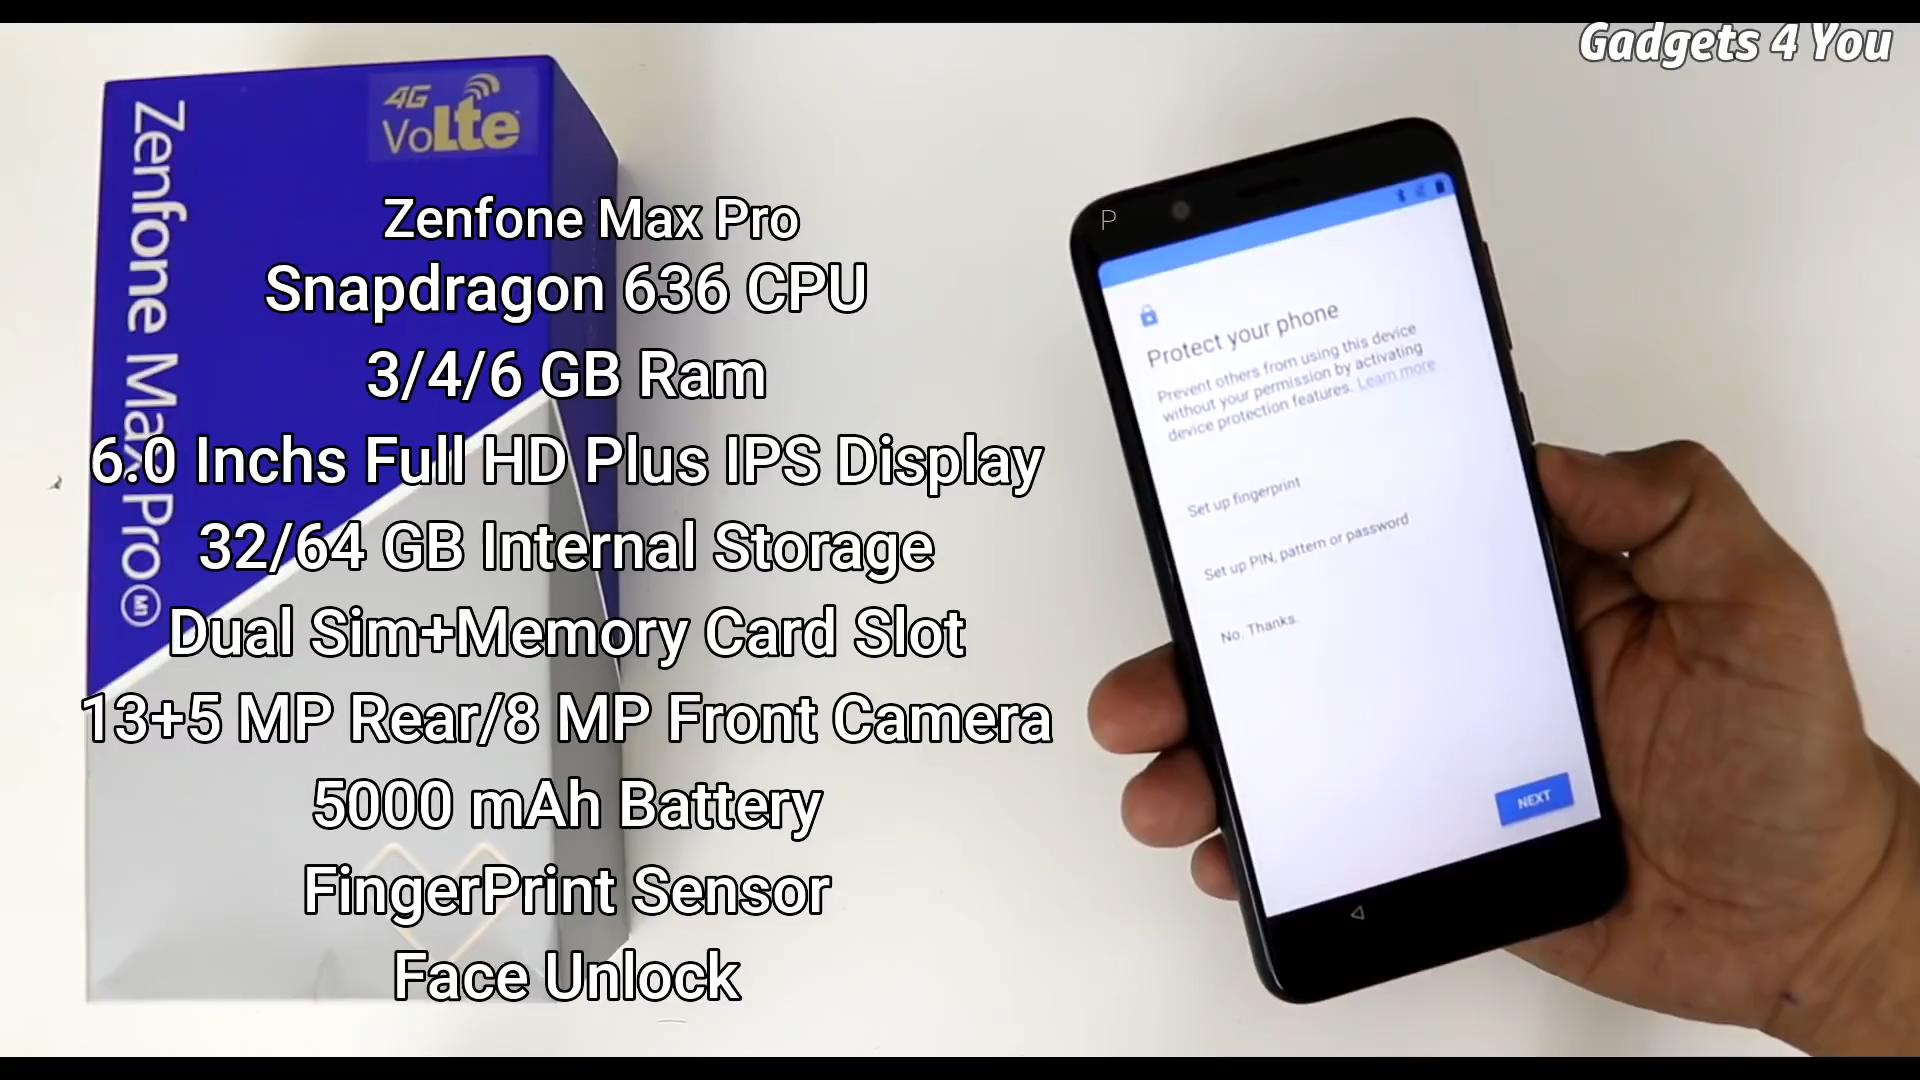 Gadgets 4 You
4G
VoLTE
Zenfone Max Pro M1
Zenfone Max Pro
Snapdragon 636 CPU
3/4/6 GB Ram
6.0 Inchs Full HD Plus IPS Display
32/64 GB Internal Storage
Dual Sim+Memory Card Slot
13+5 MP Rear/8 MP Front Camera
5000 mAh Battery
FingerPrint Sensor
Face Unlock
P
Protect your phone
Prevent others from using this device
without your permission by activating
device protection features. Learn more
Set up fingerprint
Set up PIN, pattern or password
No. Thanks.
NEXT